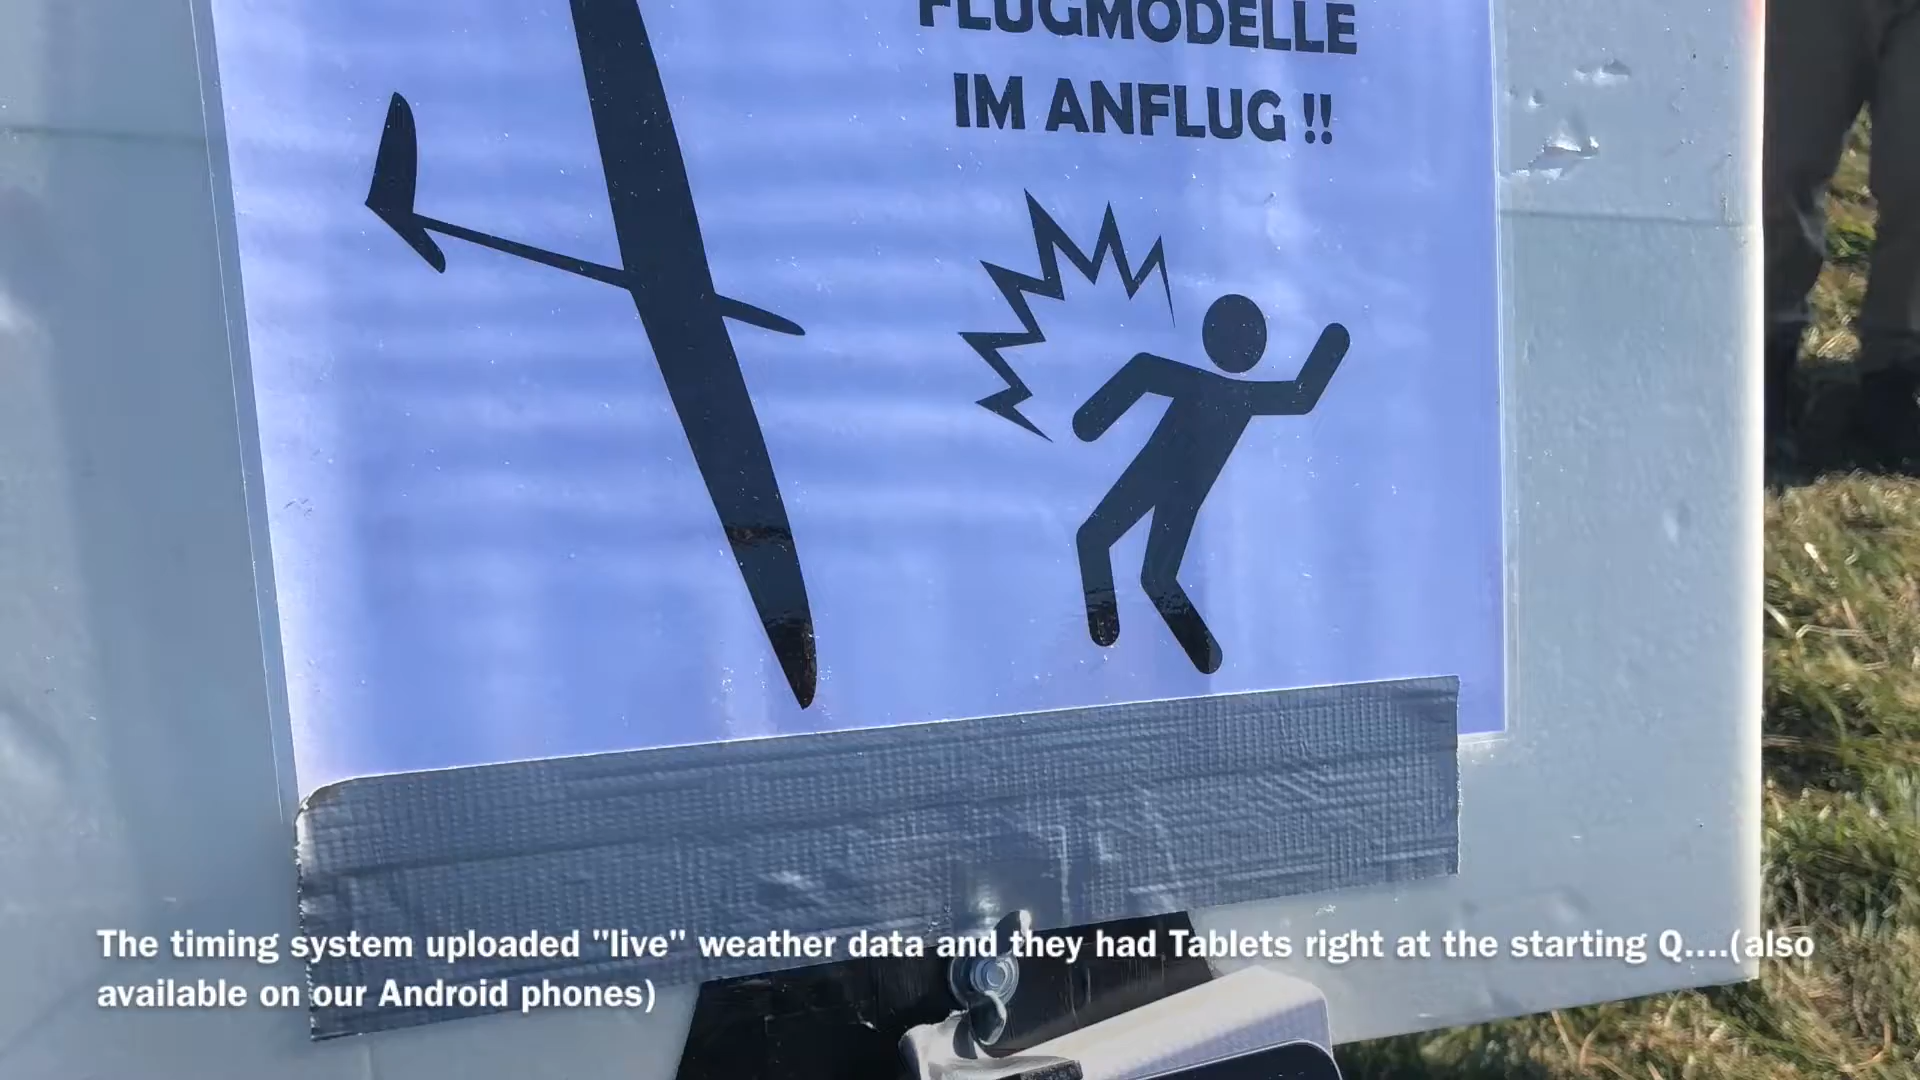 FLUGMODELLE
IM ANFLUG !!
The timing system uploaded "live" weather data and they had Tablets right at the starting Q....(also
available on our Android phones)